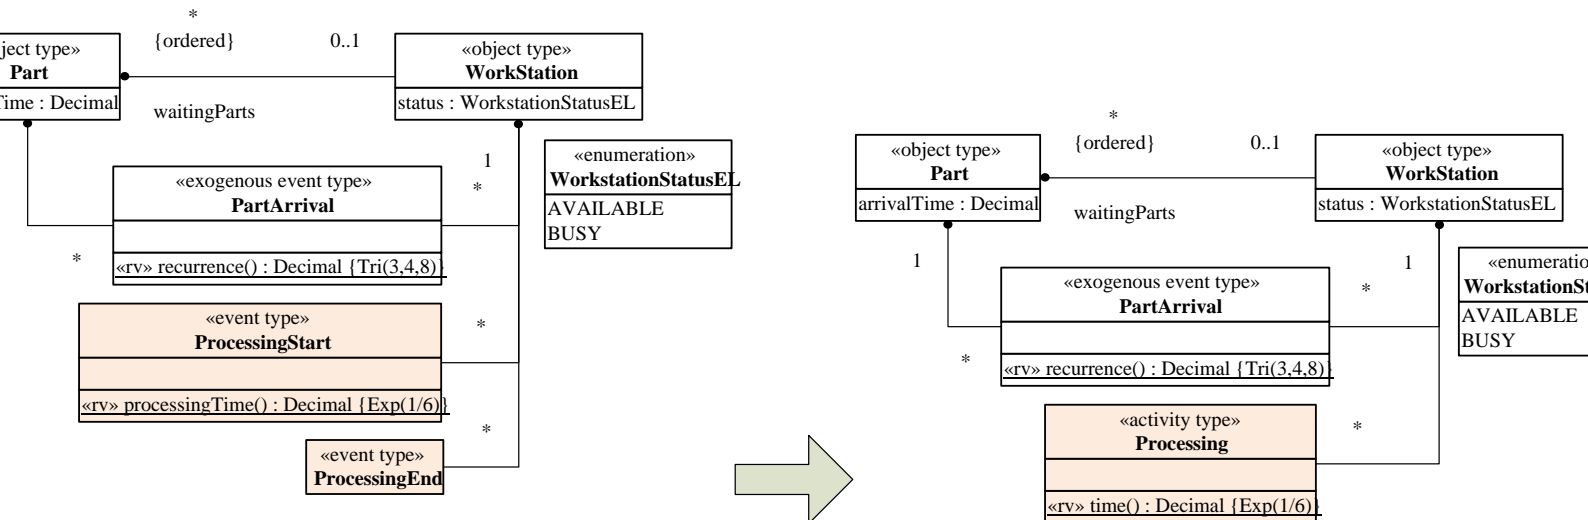 *
{ordered}
0..1
ject type»
Part
Time : Decimal
«object type»
WorkStation
status : WorkstationStatusEL
waitingParts
1
*
«enumeration»
WorkstationStatusEL
AVAILABLE
BUSY
«exogenous event type»
PartArrival
«rv» recurrence() : Decimal {Tri(3,4,8)}
*
«event type»
ProcessingStart
«rv» processingTime() : Decimal {Exp(1/6)}
*
*
«event type»
ProcessingEnd
*
{ordered}
0..1
«object type»
Part
arrivalTime : Decimal
«object type»
WorkStation
status : WorkstationStatusEL
waitingParts
1
1
*
«enumeratio
WorkstationSt
AVAILABLE
BUSY
«exogenous event type»
PartArrival
«rv» recurrence() : Decimal {Tri(3,4,8)}
*
«activity type»
Processing
«rv» time() : Decimal {Exp(1/6)}
*